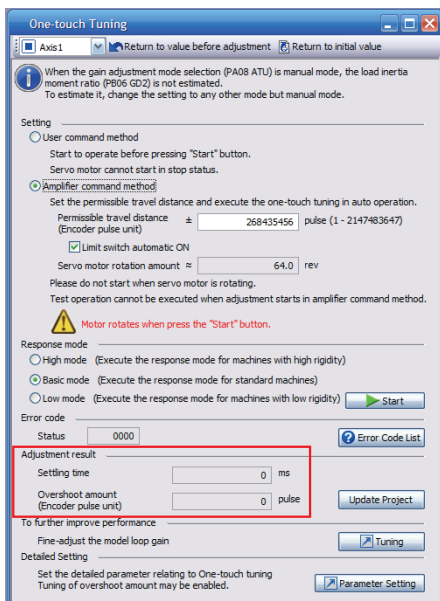 One-touch Tuning
Axis1 Return to value before adjustment Return to initial value
When the gain adjustment mode selection (PA08 ATU) is manual mode, the load inertia
moment ratio (PB06 GD2) is not estimated.
To estimate it, change the setting to any other mode but manual mode.
Setting
User command method
Start to operate before pressing "Start" button.
Servo motor cannot start in stop status.
Amplifier command method
Set the permissible travel distance and execute the one-touch tuning in auto operation.
Permissible travel distance ± 268435456 pulse (1 - 2147483647)
(Encoder pulse unit)
Limit switch automatic ON
Servo motor rotation amount ≈ 64.0 rev
Please do not start when servo motor is rotating.
Test operation cannot be executed when adjustment starts in amplifier command method.
Motor rotates when press the "Start" button.
Response mode
High mode (Execute the response mode for machines with high rigidity)
Basic mode (Execute the response mode for standard machines)
Low mode (Execute the response mode for machines with low rigidity) Start
Error code
Status 0000 Error Code List
Adjustment result
Settling time 0 ms
Overshoot amount 0 pulse Update Project
(Encoder pulse unit)
To further improve performance
Fine-adjust the model loop gain Tuning
Detailed Setting
Set the detailed parameter relating to One-touch tuning
Tuning of overshoot amount may be enabled. Parameter Setting